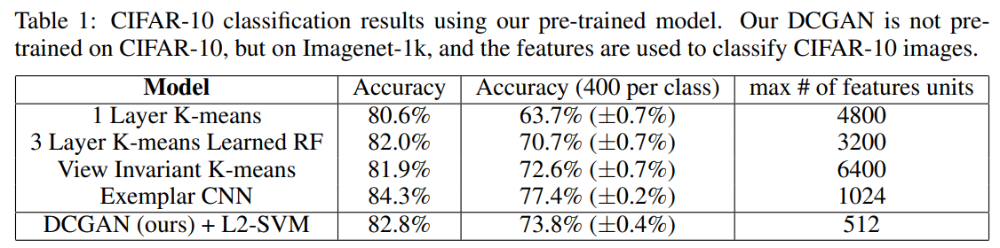 Table 1: CIFAR-10 classification results using our pre-trained model. Our DCGAN is not pre-
trained on CIFAR-10, but on Imagenet-1k, and the features are used to classify CIFAR-10 images.
Model Accuracy Accuracy (400 per class) max # of features units
1 Layer K-means 80.6% 63.7% (±0.7%) 4800
3 Layer K-means Learned RF 82.0% 70.7% (±0.7%) 3200
View Invariant K-means 81.9% 72.6% (±0.7%) 6400
Exemplar CNN 84.3% 77.4% (±0.2%) 1024
DCGAN (ours) + L2-SVM 82.8% 73.8% (±0.4%) 512